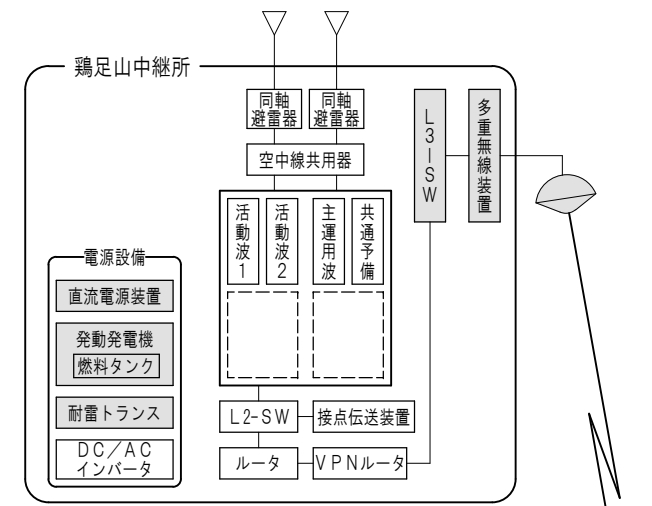 鶏足山中継所
同軸
避雷器
同軸
避雷器
空中線共用器
活動波1
活動波2
主運用波
共通予備
L3-SW
多重無線装置
電源設備
直流電源装置
発動発電機
燃料タンク
耐雷トランス
DC/AC
インバータ
L2-SW
接点伝送装置
ルータ
VPNルータ